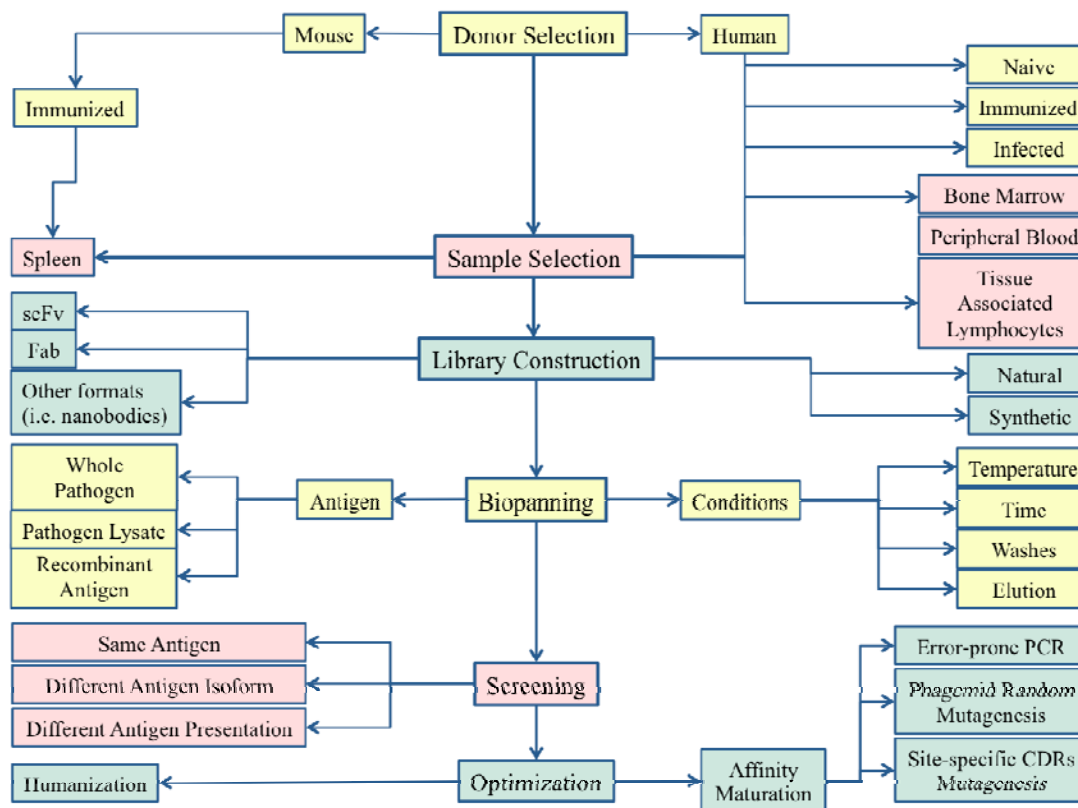 Mouse
Donor Selection
Human
Naive
Immunized
Immunized
Infected
Bone Marrow
Peripheral Blood
Spleen
Sample Selection
Tissue
Associated
Lymphocytes
scFv
Fab
Library Construction
Natural
Other formats
(i.e. nanobodies)
Synthetic
Whole
Pathogen
Temperature
Antigen
Biopanning
Conditions
Pathogen Lysate
Time
Recombinant
Antigen
Washes
Elution
Same Antigen
Error-prone PCR
Different Antigen Isoform
Screening
Phagemid Random
Mutagenesis
Different Antigen Presentation
Humanization
Optimization
Affinity
Maturation
Site-specific CDRs
Mutagenesis